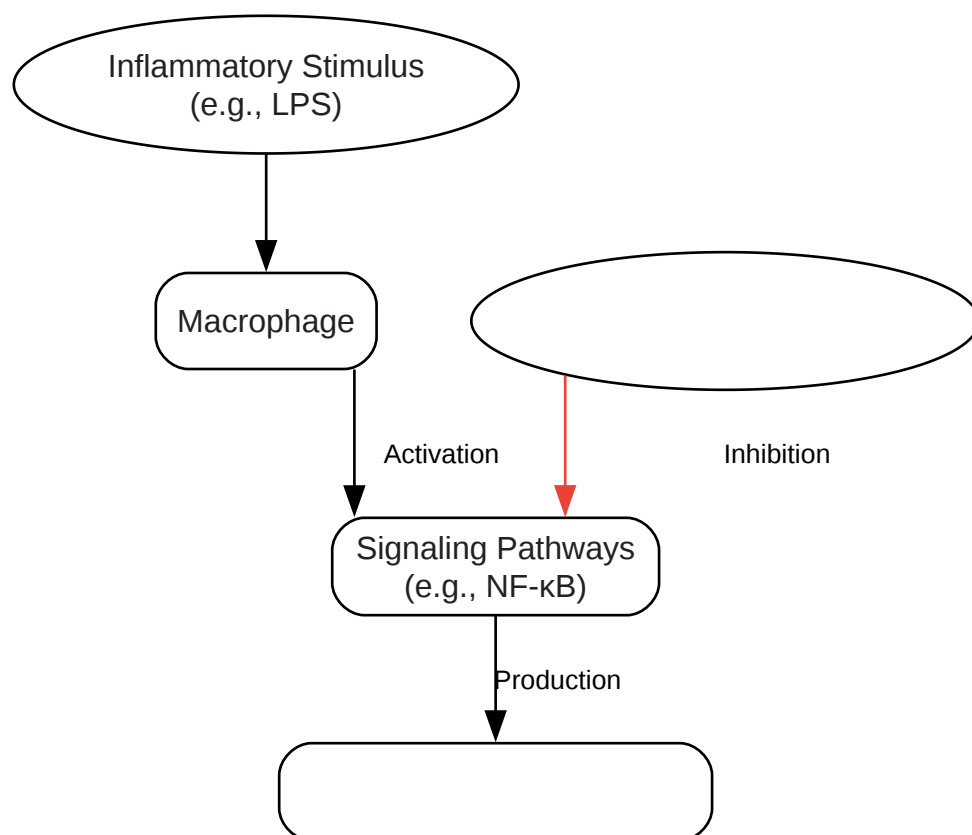 Inflammatory Stimulus
(e.g., LPS)
Macrophage
Activation
Inhibition
Signaling Pathways
(e.g., NF-κB)
Production